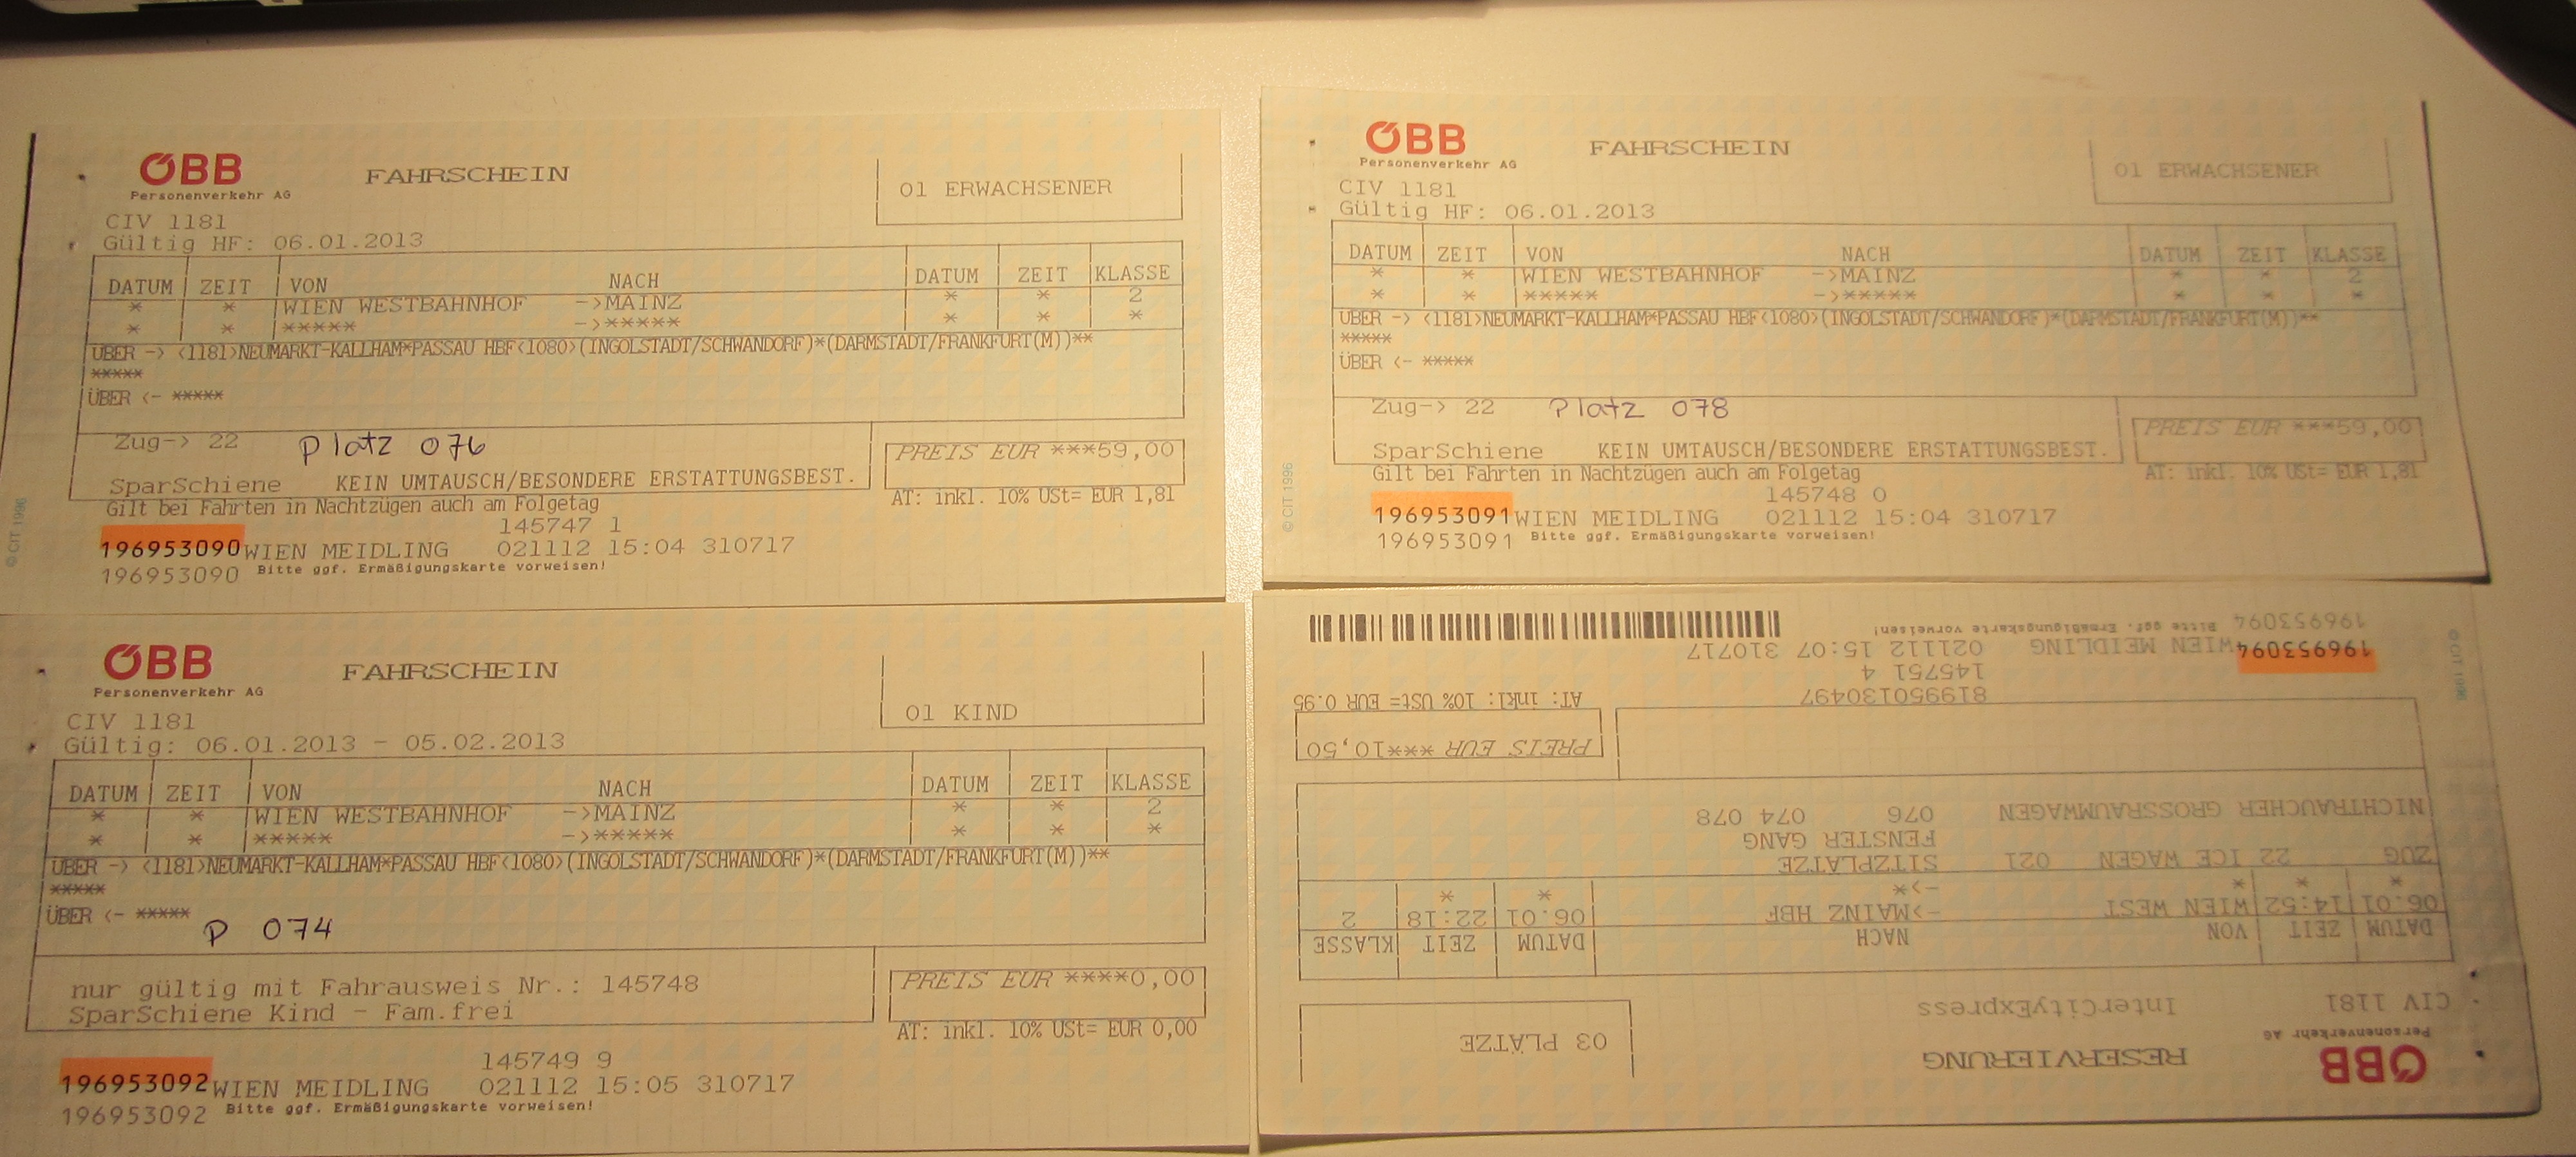 ÖBB
Personenverkehr AG
FAHRSCHEIN
01 ERWACHSENER
CIV 1181
Gültig HF: 06.01.2013
DATUM ZEIT VON NACH DATUM ZEIT KLASSE
* * WIEN WESTBAHNHOF ->MAINZ * * 2
* * ***** ->***** * * *
ÜBER -> <1181>NEUMARKT-KALLHAM*PASSAU HBF<1080>(INGOLSTADT/SCHWANDORF)*(DARMSTADT/FRANKFURT(M))**
*****
ÜBER <- *****
Zug-> 22 Platz 076
PREIS EUR ***59,00
SparSchiene KEIN UMTAUSCH/BESONDERE ERSTATTUNGSBEST.
AT: inkl. 10% USt= EUR 1,81
Gilt bei Fahrten in Nachtzügen auch am Folgetag
145747 1
196953090 WIEN MEIDLING 021112 15:04 310717
196953090 Bitte ggf. Ermäßigungskarte vorweisen!
© CIT 1996
ÖBB
Personenverkehr AG
FAHRSCHEIN
01 ERWACHSENER
CIV 1181
Gültig HF: 06.01.2013
DATUM ZEIT VON NACH DATUM ZEIT KLASSE
* * WIEN WESTBAHNHOF ->MAINZ * * 2
* * ***** ->***** * * *
ÜBER -> <1181>NEUMARKT-KALLHAM*PASSAU HBF<1080>(INGOLSTADT/SCHWANDORF)*(DARMSTADT/FRANKFURT(M))**
*****
ÜBER <- *****
Zug-> 22 Platz 078
PREIS EUR ***59,00
SparSchiene KEIN UMTAUSCH/BESONDERE ERSTATTUNGSBEST.
AT: inkl. 10% USt= EUR 1,81
Gilt bei Fahrten in Nachtzügen auch am Folgetag
145748 0
196953091 WIEN MEIDLING 021112 15:04 310717
196953091 Bitte ggf. Ermäßigungskarte vorweisen!
© CIT 1996
ÖBB
Personenverkehr AG
FAHRSCHEIN
01 KIND
CIV 1181
Gültig: 06.01.2013 - 05.02.2013
DATUM ZEIT VON NACH DATUM ZEIT KLASSE
* * WIEN WESTBAHNHOF ->MAINZ * * 2
* * ***** ->***** * * *
ÜBER -> <1181>NEUMARKT-KALLHAM*PASSAU HBF<1080>(INGOLSTADT/SCHWANDORF)*(DARMSTADT/FRANKFURT(M))**
*****
ÜBER <- *****
P 074
nur gültig mit Fahrausweis Nr.: 145748
PREIS EUR ****0,00
SparSchiene Kind - Fam.frei
AT: inkl. 10% USt= EUR 0,00
145749 9
196953092 WIEN MEIDLING 021112 15:05 310717
196953092 Bitte ggf. Ermäßigungskarte vorweisen!
ÖBB
Personenverkehr AG
RESERVIERUNG
03 PLÄTZE
CIV 1181
InterCityExpress
DATUM ZEIT VON NACH DATUM ZEIT KLASSE
06.01 14:52 WIEN WEST ->MAINZ HBF 06.01 22:18 2
* * * ->* * *
ZUG 22 ICE WAGEN 021 SITZPLÄTZE
FENSTER GANG
NICHTRAUCHER GROSSRAUMWAGEN 076 074 078
PREIS EUR ***10,50
819950130497
AT: inkl: 10% USt= EUR 0.95
145751 4
196953094 WIEN MEIDLING 021112 15:07 310717
196953094 Bitte ggf. Ermäßigungskarte vorweisen!
© CIT 1996